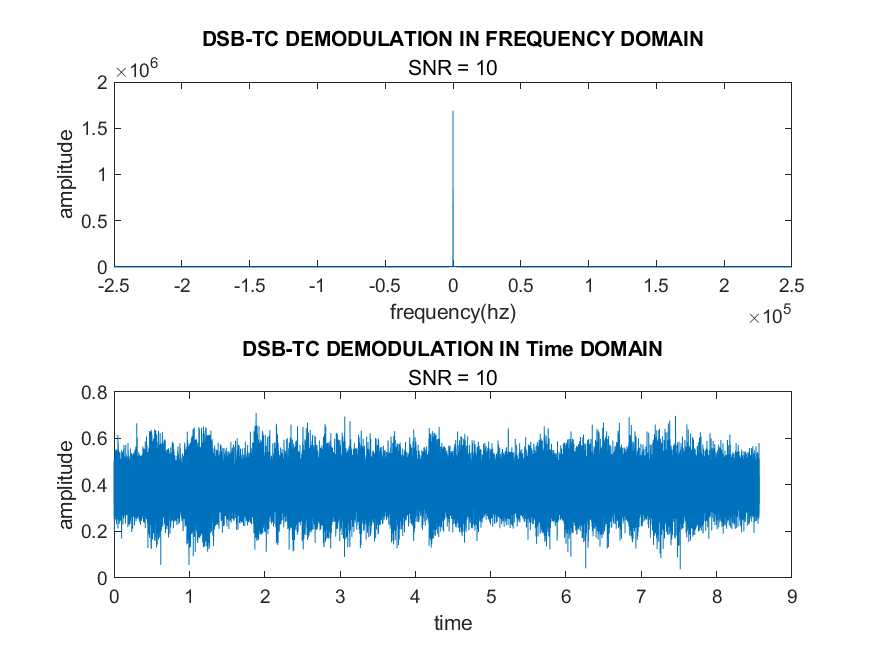 DSB-TC DEMODULATION IN FREQUENCY DOMAIN
SNR = 10
×10^6
2
1.5
1
0.5
0
amplitude
-2.5 -2 -1.5 -1 -0.5 0 0.5 1 1.5 2 2.5
frequency(hz)
×10^5
DSB-TC DEMODULATION IN Time DOMAIN
SNR = 10
0.8
0.6
0.4
0.2
0
amplitude
0 1 2 3 4 5 6 7 8 9
time